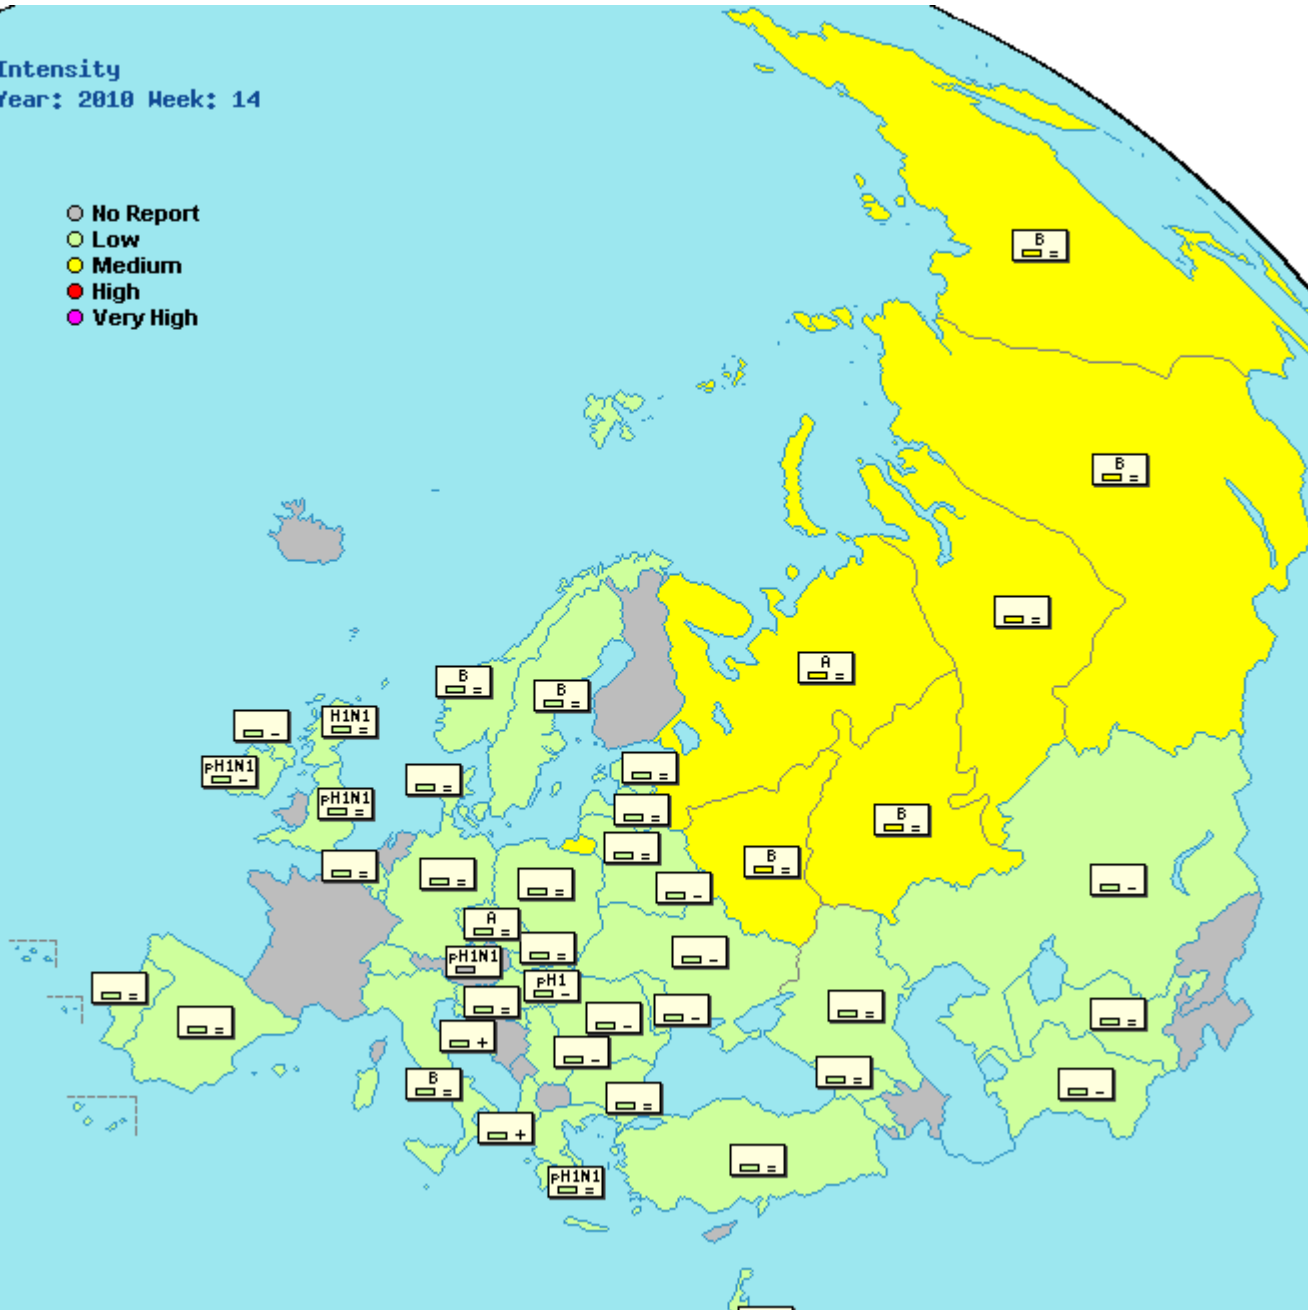 Intensity
Year: 2010 Week: 14
No Report
Low
Medium
High
Very High
B
=
B
=
=
A
=
B
=
B
=
-
H1N1
=
B
=
B
=
pH1N1
-
=
=
pH1N1
=
=
=
=
=
=
-
-
A
=
=
-
pH1N1
pH1
-
=
=
=
-
-
=
=
+
-
=
B
=
=
-
+
=
pH1N1
=